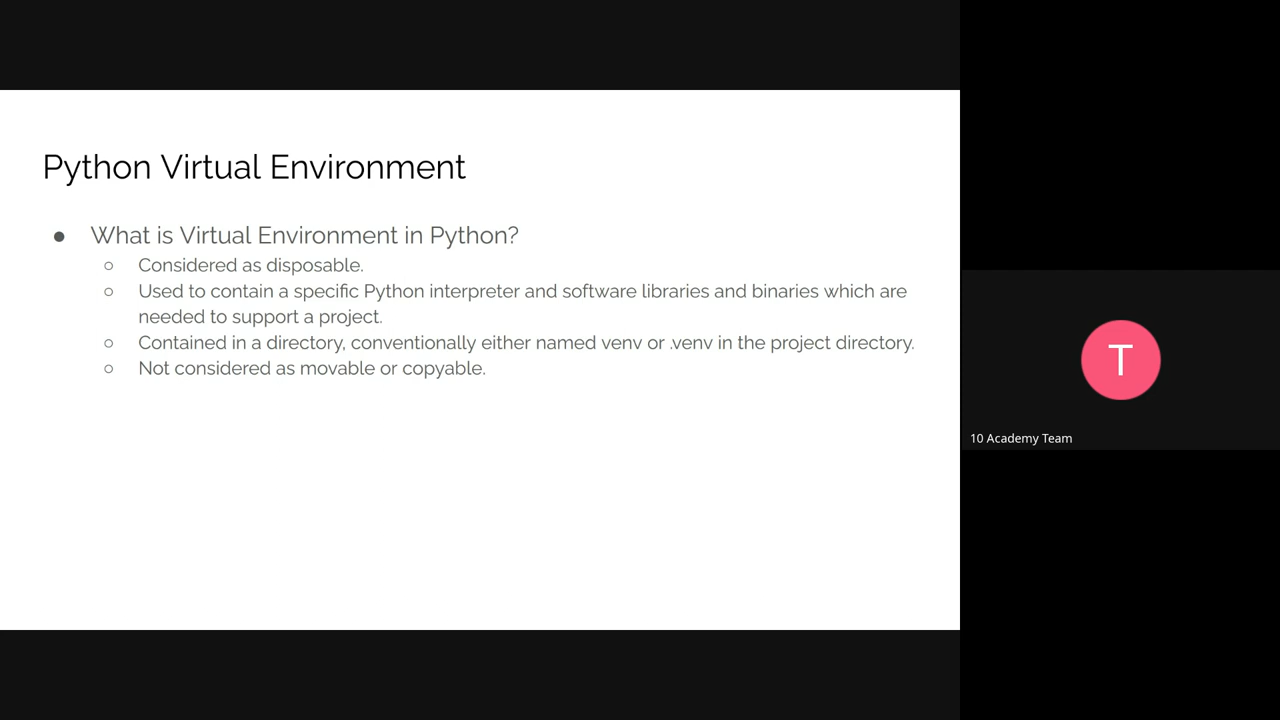 Python Virtual Environment
● What is Virtual Environment in Python?
○ Considered as disposable.
○ Used to contain a specific Python interpreter and software libraries and binaries which are
needed to support a project.
○ Contained in a directory, conventionally either named venv or .venv in the project directory.
○ Not considered as movable or copyable.
T
10 Academy Team